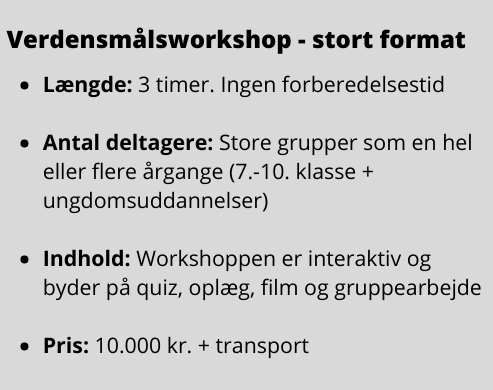 Verdensmålsworkshop - stort format
• Længde: 3 timer. Ingen forberedelsestid
• Antal deltagere: Store grupper som en hel
eller flere årgange (7.-10. klasse +
ungdomsuddannelser)
• Indhold: Workshoppen er interaktiv og
byder på quiz, oplæg, film og gruppearbejde
• Pris: 10.000 kr. + transport